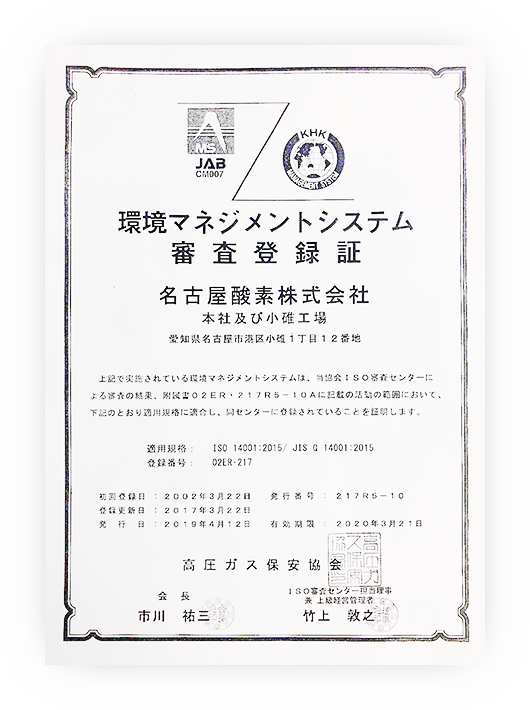 MS
JAB
CM007
KHK
MANAGEMENT SYSTEM
環境マネジメントシステム
審査登録証
名古屋酸素株式会社
本社及び小碓工場
愛知県名古屋市港区小碓1丁目12番地
上記で実施されている環境マネジメントシステムは、当協会ISO審査センターに
よる審査の結果、附属書02ER・217R5-10Aに記載の活動の範囲において、
下記のとおり適用規格に適合し、同センターに登録されていることを証明します。
適用規格： ISO 14001:2015/ JIS Q 14001:2015
登録番号： 02ER・217
初回登録日：2002年3月22日 発行番号：217R5-10
登録更新日：2017年3月22日
発行日：2019年4月12日 有効期限：2020年3月21日
高圧ガス保安協会
会長
市川 祐三
ISO審査センター担当理事
兼 上級経営管理者
竹上 敦之